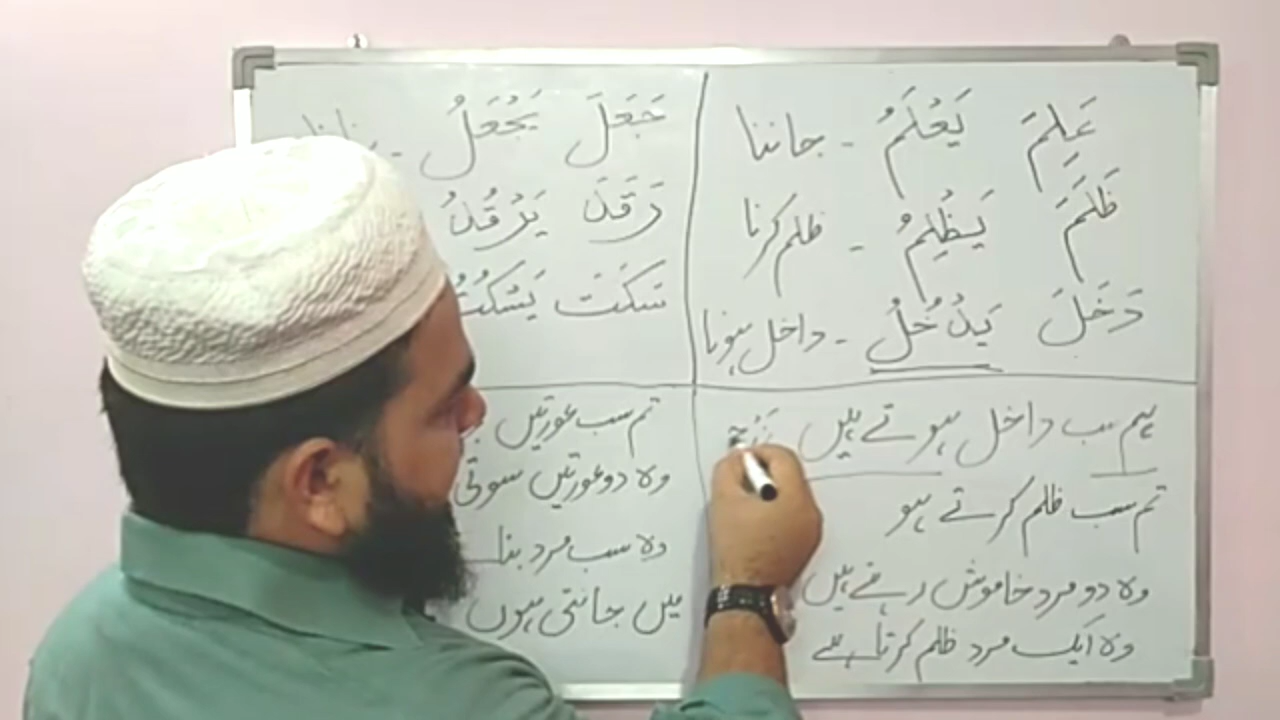 عَلِمَ يَعْلَمُ - جاننا
ظَلَمَ يَظْلِمُ - ظلم کرنا
دَخَلَ يَدْخُلُ - داخل ہونا
جَعَلَ يَجْعَلُ -
رَقَدَ يَرْقُدُ
سَكَتَ يَسْكُتُ
ہم سب داخل ہوتے ہیں
تم سب ظلم کرتے ہو
وہ دو مرد خاموش رہتے ہیں
وہ ایک مرد ظلم کرتا ہے
تم سب عورتیں
وہ دو عورتیں سوتی
وہ سب مرد بنا
میں جانتی ہوں